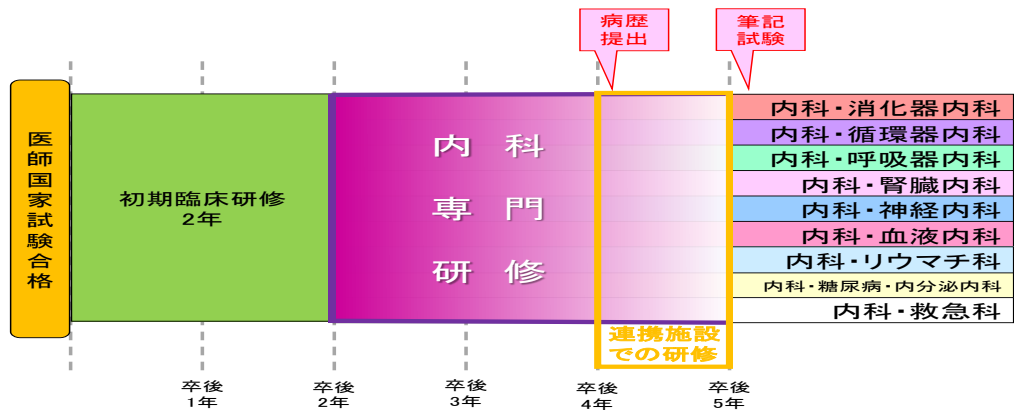 病歴
提出
筆記
試験
医師国家試験合格
初期臨床研修
2年
内 科
専 門
研 修
内科・消化器内科
内科・循環器内科
内科・呼吸器内科
内科・腎臓内科
内科・神経内科
内科・血液内科
内科・リウマチ科
内科・糖尿病・内分泌内科
内科・救急科
連携施設
での研修
卒後
1年
卒後
2年
卒後
3年
卒後
4年
卒後
5年